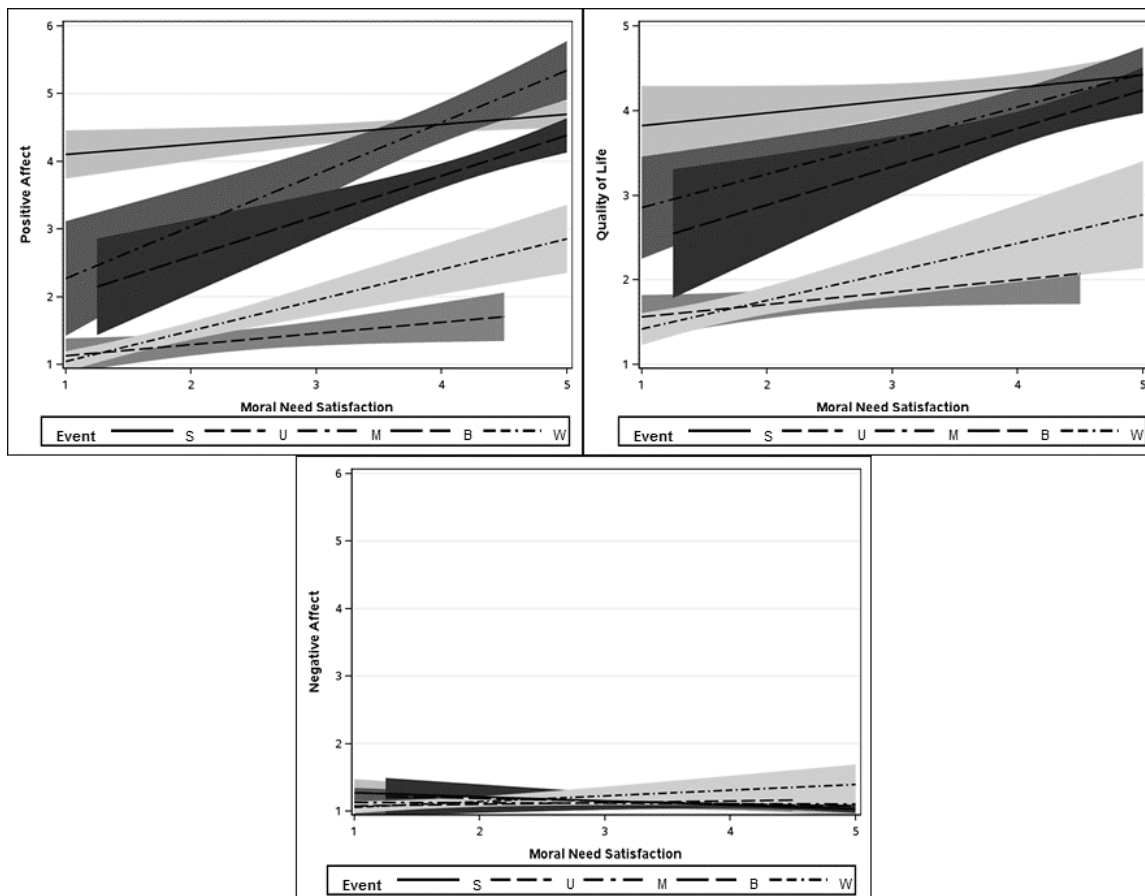 6
5
4
3
2
1
Positive Affect
1 2 3 4 5
Moral Need Satisfaction
Event S U M B W
5
4
3
2
1
Quality of Life
1 2 3 4 5
Moral Need Satisfaction
Event S U M B W
6
5
4
3
2
1
Negative Affect
1 2 3 4 5
Moral Need Satisfaction
Event S U M B W